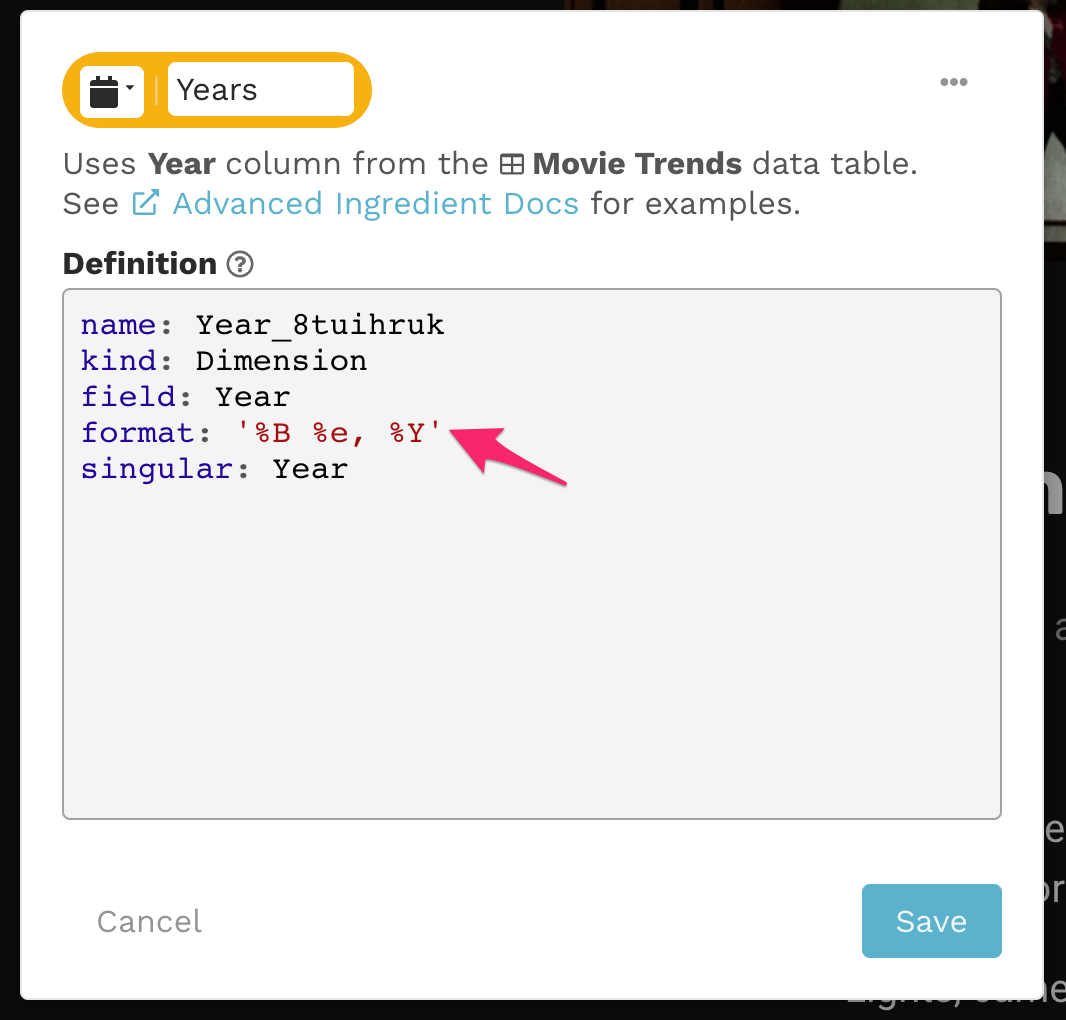 Years
Uses Year column from the Movie Trends data table.
See Advanced Ingredient Docs for examples.
Definition ?
name: Year_8tuihruk
kind: Dimension
field: Year
format: '%B %e, %Y'
singular: Year
Cancel
Save